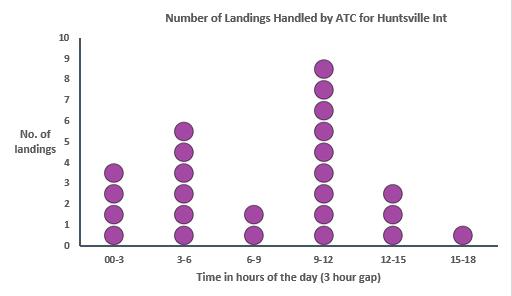 Number of Landings Handled by ATC for Huntsville Int
10
9
8
7
6
5
4
3
2
1
0
No. of
landings
00-3 3-6 6-9 9-12 12-15 15-18
Time in hours of the day (3 hour gap)